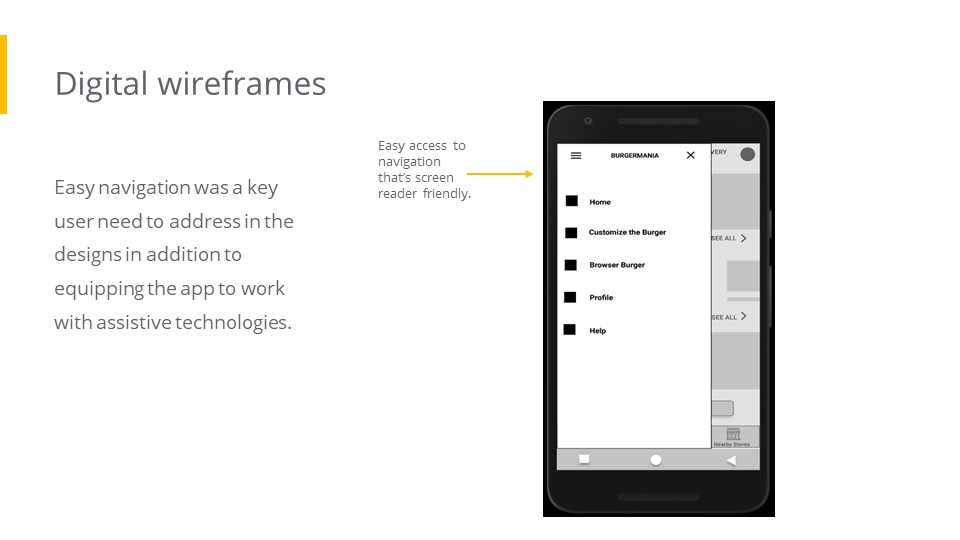 Digital wireframes
Easy access to
navigation
that's screen
reader friendly.
Easy navigation was a key
user need to address in the
designs in addition to
equipping the app to work
with assistive technologies.
BURGERMANIA
VERY
Home
Customize the Burger
SEE ALL
Browser Burger
Profile
SEE ALL
Help
Nearby Stores